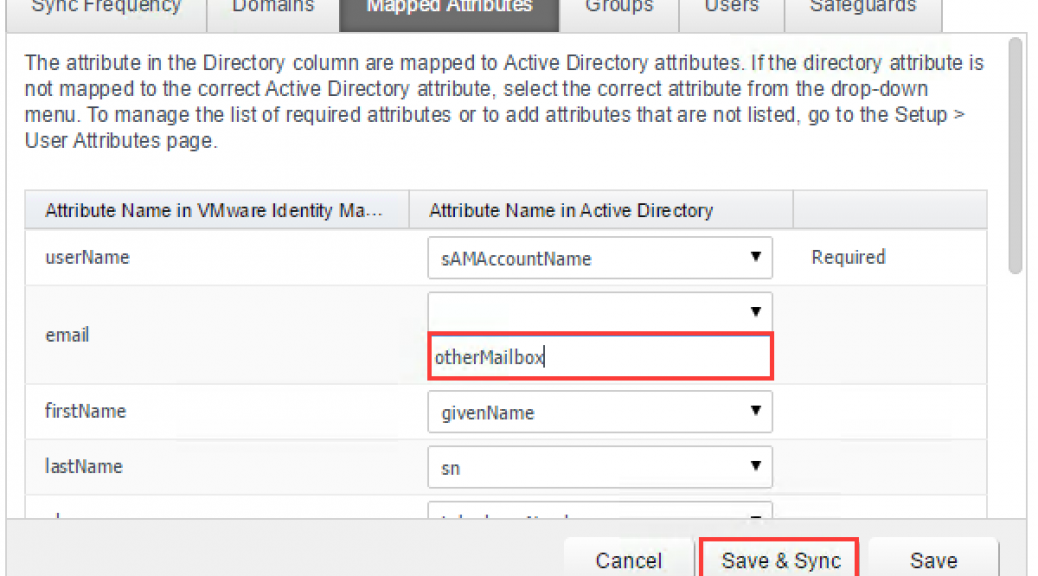 Sync Frequency Domains Mapped Attributes Groups Users Safeguards
The attribute in the Directory column are mapped to Active Directory attributes. If the directory attribute is
not mapped to the correct Active Directory attribute, select the correct attribute from the drop-down
menu. To manage the list of required attributes or to add attributes that are not listed, go to the Setup >
User Attributes page.
Attribute Name in VMware Identity Ma... Attribute Name in Active Directory
userName sAMAccountName Required
email
otherMailbox
firstName givenName
lastName sn
Cancel Save & Sync Save